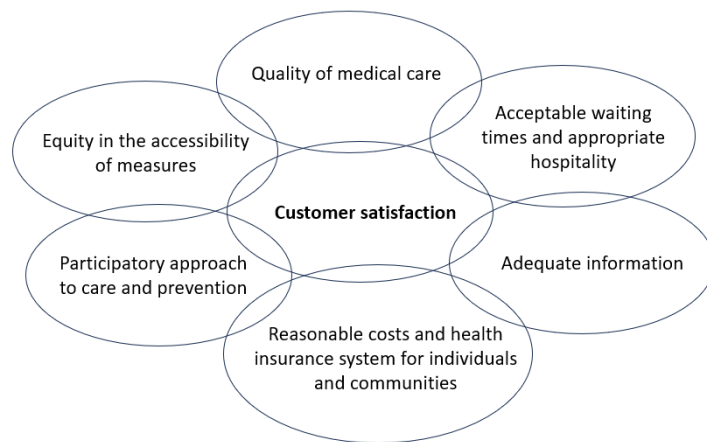 Quality of medical care
Acceptable waiting
times and appropriate
hospitality
Equity in the accessibility
of measures
Customer satisfaction
Participatory approach
to care and prevention
Adequate information
Reasonable costs and health
insurance system for individuals
and communities